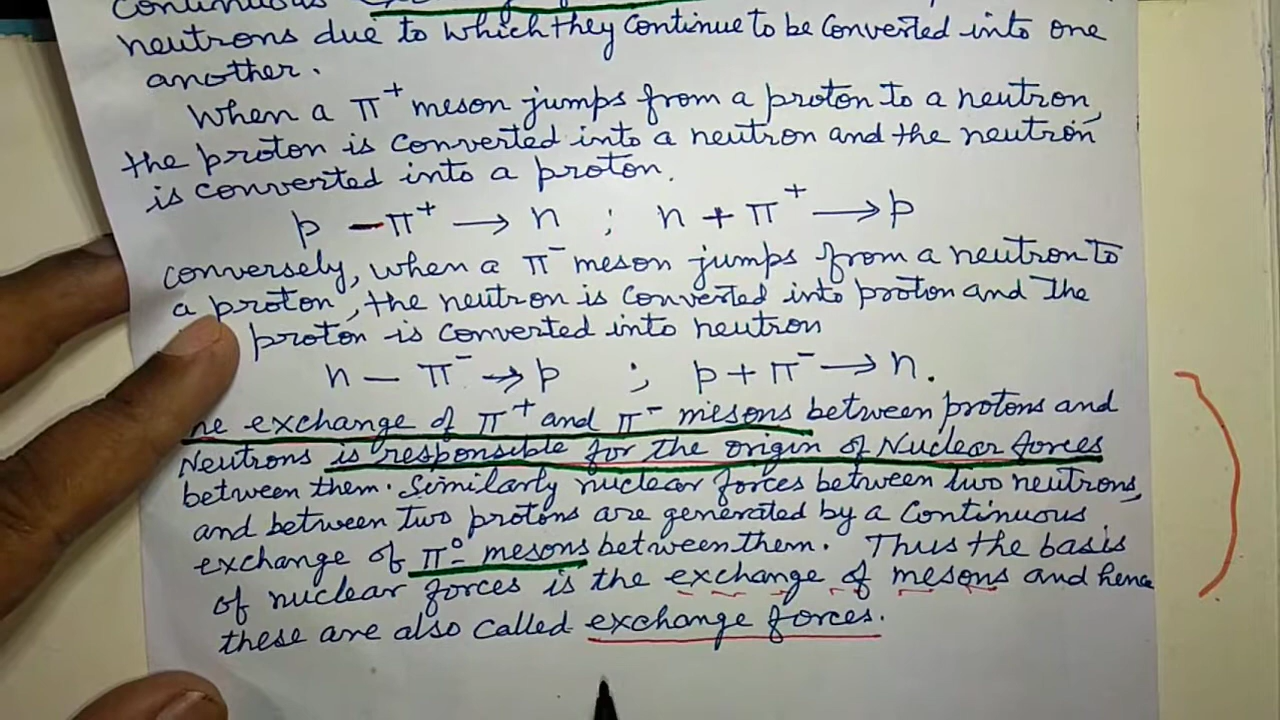 Continuous
neutrons due to which they continue to be converted into one
another.
When a π⁺ meson jumps from a proton to a neutron,
the proton is converted into a neutron and the neutron
is converted into a proton.
p − π⁺ → n ; n + π⁺ → p
conversely, when a π⁻ meson jumps from a neutron to
a proton, the neutron is converted into proton and the
proton is converted into neutron
n − π⁻ → p ; p + π⁻ → n.
he exchange of π⁺ and π⁻ mesons between protons and
Neutrons is responsible for the origin of Nuclear forces
between them. Similarly nuclear forces between two neutrons,
and between two protons are generated by a continuous
exchange of π⁰- mesons between them. Thus the basis
of nuclear forces is the exchange of mesons and hence
these are also called exchange forces.